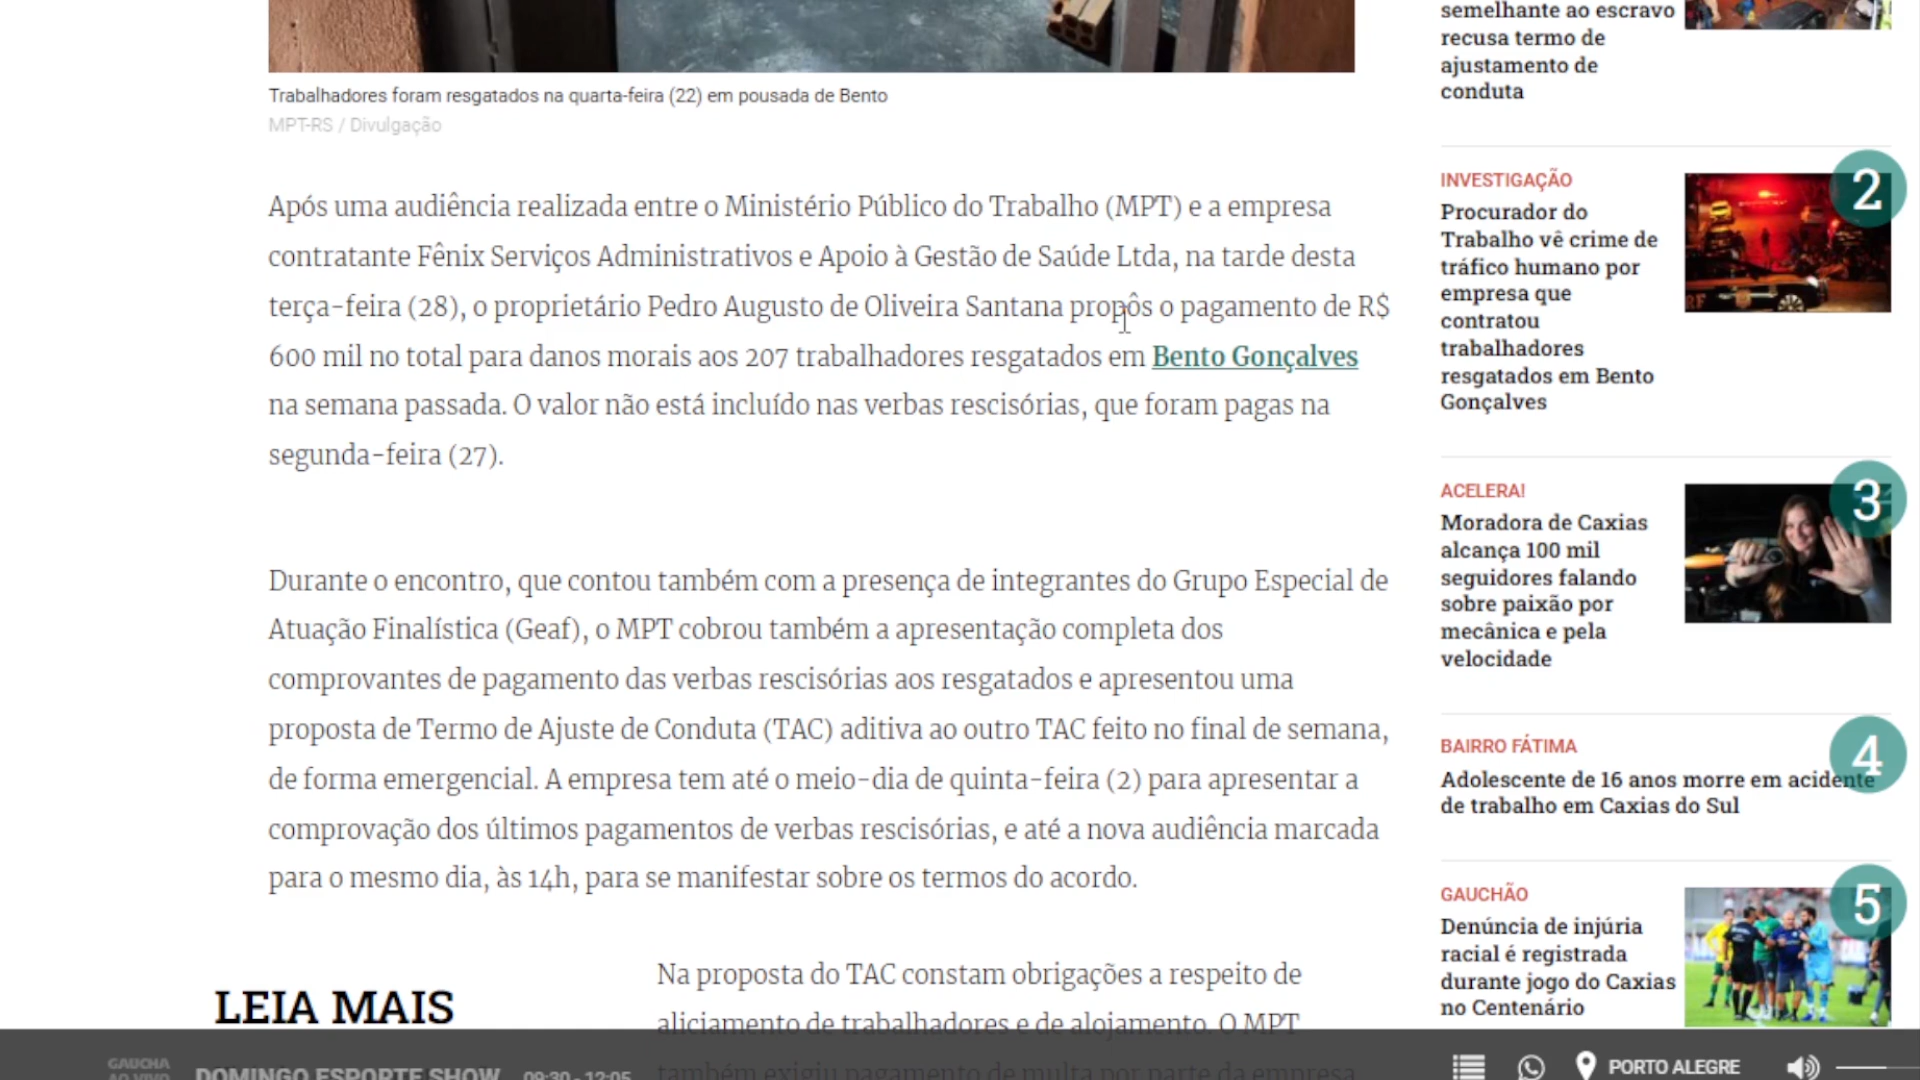 Trabalhadores foram resgatados na quarta-feira (22) em pousada de Bento
MPT-RS / Divulgação
Após uma audiência realizada entre o Ministério Público do Trabalho (MPT) e a empresa
contratante Fênix Serviços Administrativos e Apoio à Gestão de Saúde Ltda, na tarde desta
terça-feira (28), o proprietário Pedro Augusto de Oliveira Santana propôs o pagamento de R$
600 mil no total para danos morais aos 207 trabalhadores resgatados em Bento Gonçalves
na semana passada. O valor não está incluído nas verbas rescisórias, que foram pagas na
segunda-feira (27).
Durante o encontro, que contou também com a presença de integrantes do Grupo Especial de
Atuação Finalística (Geaf), o MPT cobrou também a apresentação completa dos
comprovantes de pagamento das verbas rescisórias aos resgatados e apresentou uma
proposta de Termo de Ajuste de Conduta (TAC) aditiva ao outro TAC feito no final de semana,
de forma emergencial. A empresa tem até o meio-dia de quinta-feira (2) para apresentar a
comprovação dos últimos pagamentos de verbas rescisórias, e até a nova audiência marcada
para o mesmo dia, às 14h, para se manifestar sobre os termos do acordo.
LEIA MAIS
Na proposta do TAC constam obrigações a respeito de
aliciamento de trabalhadores e de alojamento. O MPT
também exigiu pagamento de multa por parte da empresa
semelhante ao escravo
recusa termo de
ajustamento de
conduta
INVESTIGAÇÃO
2
Procurador do
Trabalho vê crime de
tráfico humano por
empresa que
contratou
trabalhadores
resgatados em Bento
Gonçalves
ACELERA!
3
Moradora de Caxias
alcança 100 mil
seguidores falando
sobre paixão por
mecânica e pela
velocidade
BAIRRO FÁTIMA
4
Adolescente de 16 anos morre em acidente
de trabalho em Caxias do Sul
GAUCHÃO
5
Denúncia de injúria
racial é registrada
durante jogo do Caxias
no Centenário
GAUCHA
AO VIVO
DOMINGO ESPORTE SHOW
09:30 - 12:05
PORTO ALEGRE